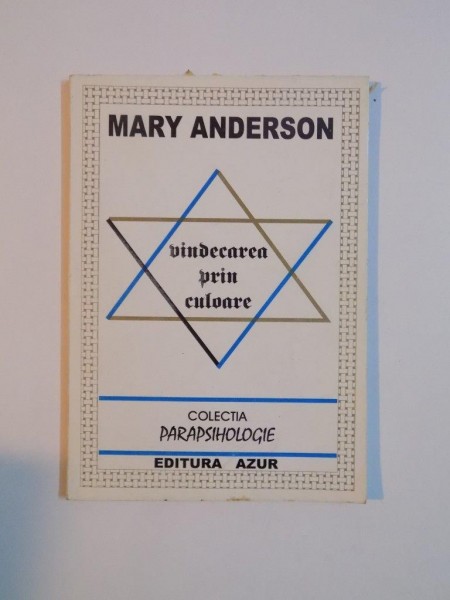 MARY ANDERSON
vindecarea
prin
culoare
COLECTIA
PARAPSIHOLOGIE
EDITURA AZUR